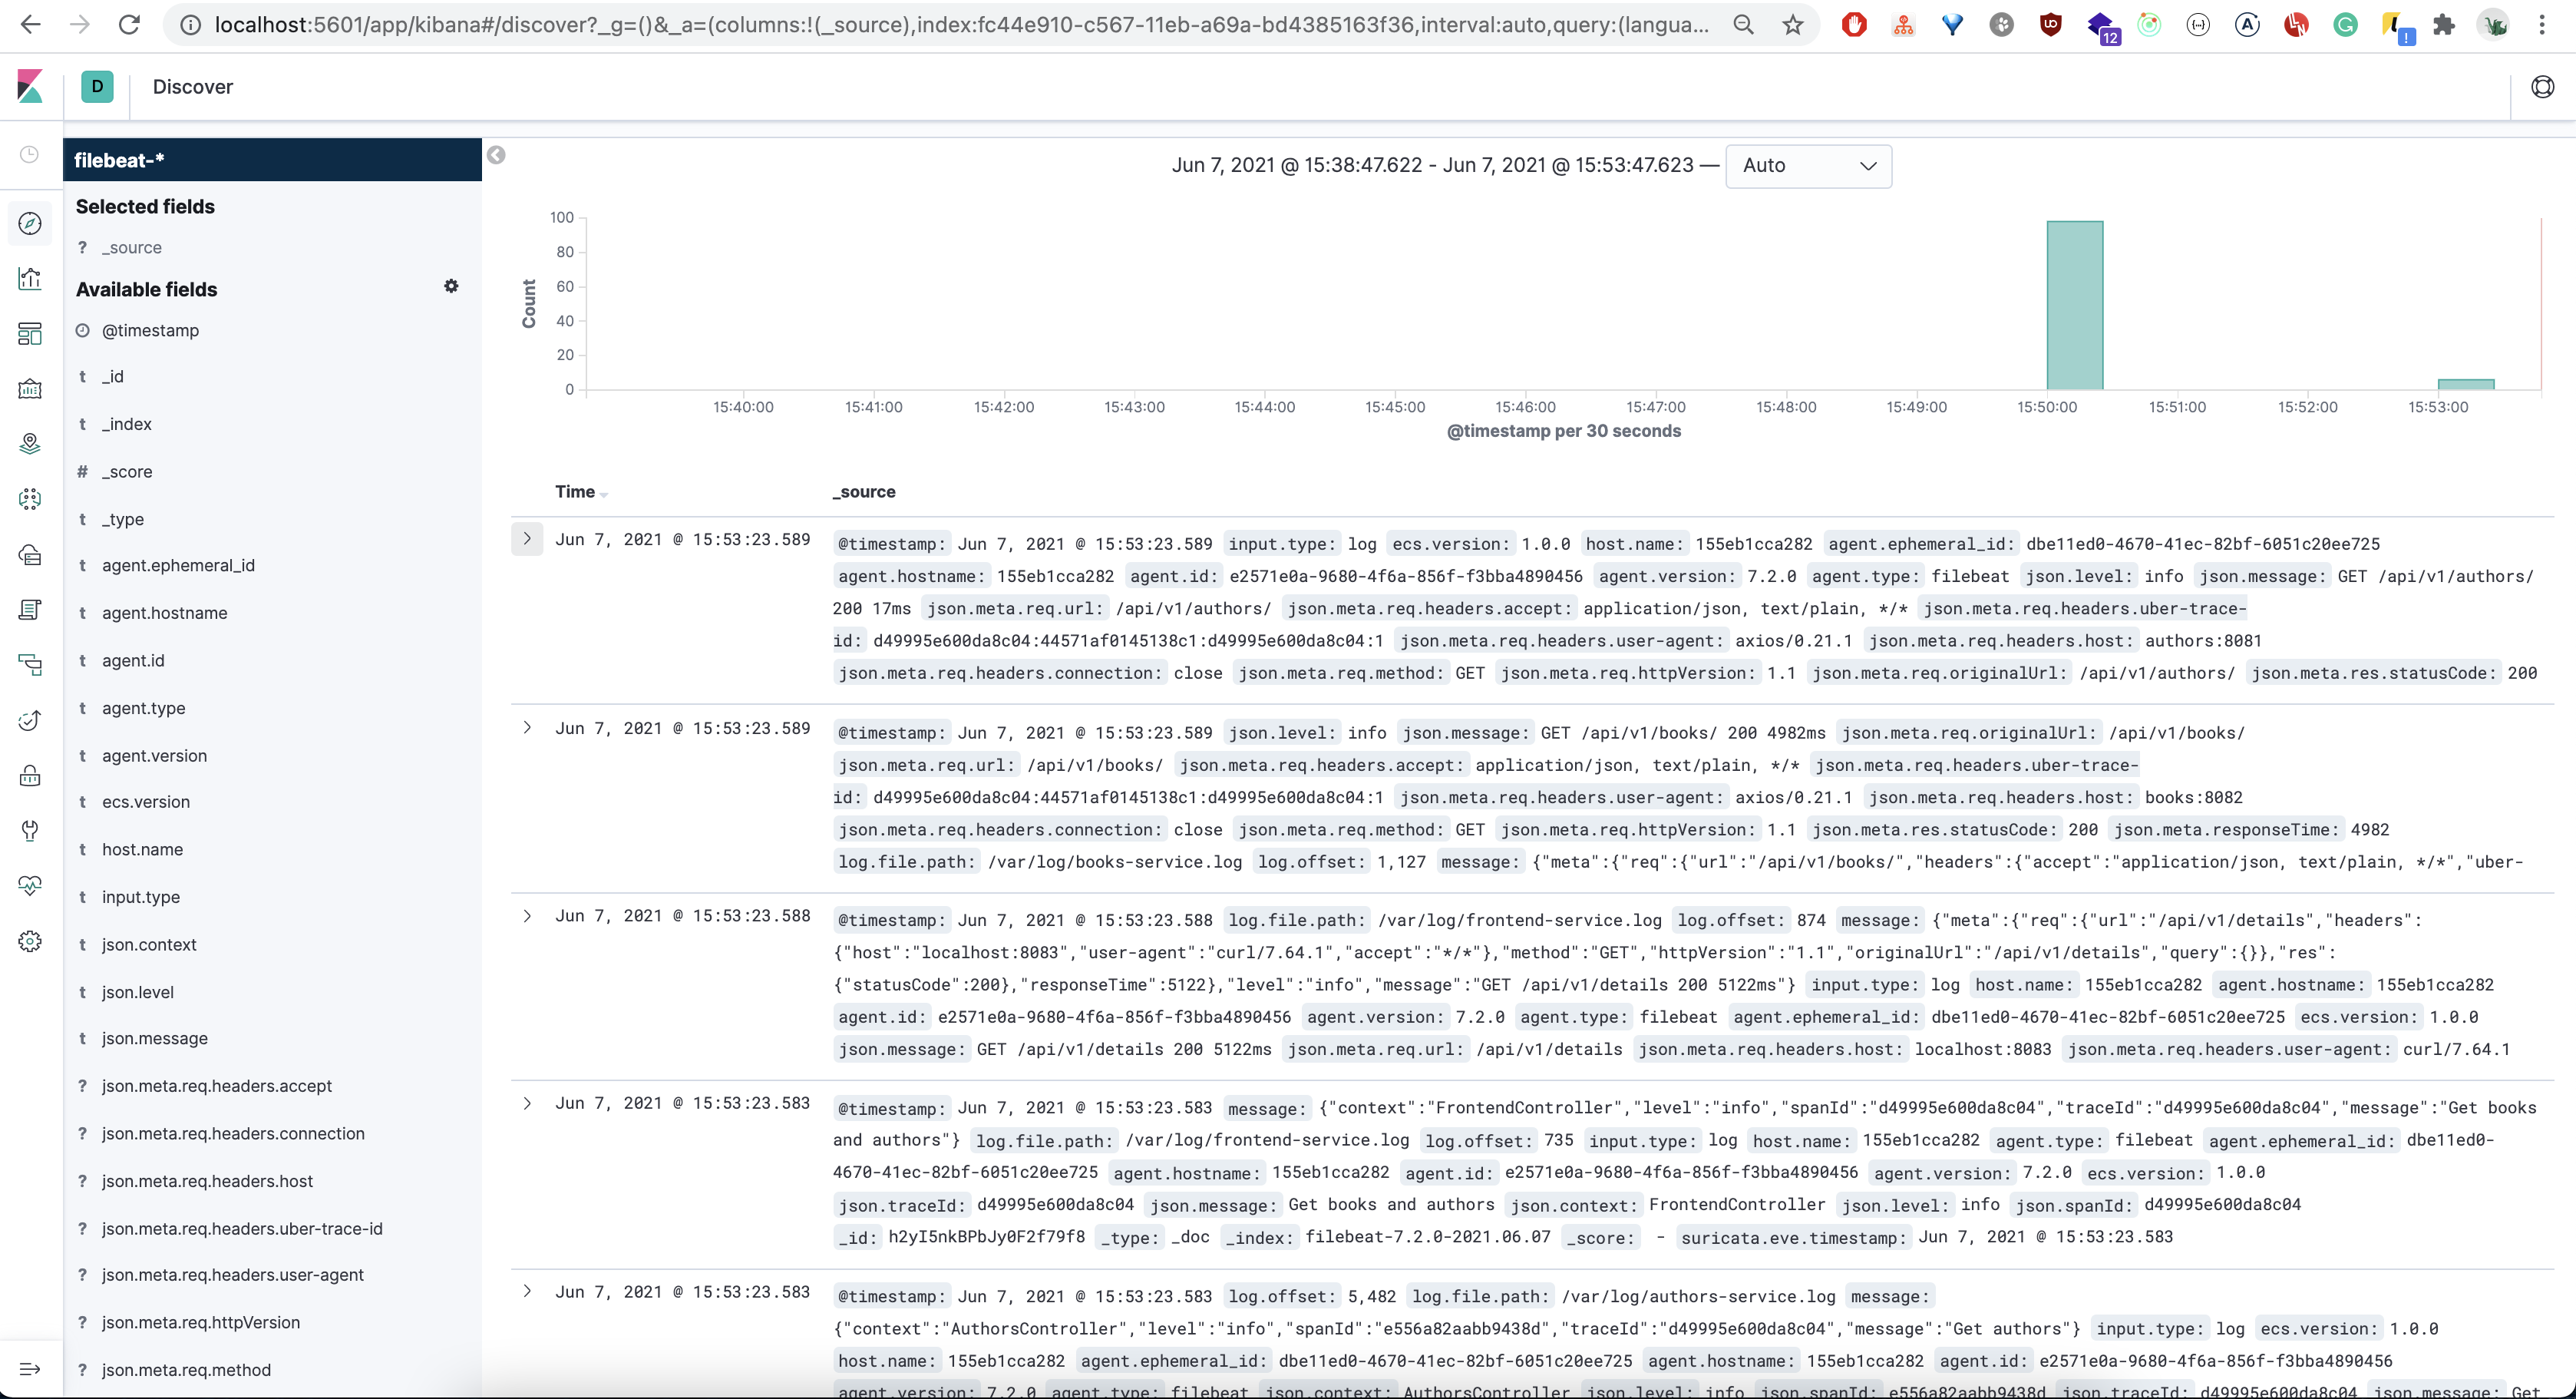 localhost:5601/app/kibana#/discover?_g=()&_a=(columns:!(_source),index:fc44e910-c567-11eb-a69a-bd4385163f36,interval:auto,query:(langua...
12
D
Discover
filebeat-*
Selected fields
? _source
Available fields
@timestamp
t _id
t _index
# _score
t _type
t agent.ephemeral_id
t agent.hostname
t agent.id
t agent.type
t agent.version
t ecs.version
t host.name
t input.type
t json.context
t json.level
t json.message
? json.meta.req.headers.accept
? json.meta.req.headers.connection
? json.meta.req.headers.host
? json.meta.req.headers.uber-trace-id
? json.meta.req.headers.user-agent
? json.meta.req.httpVersion
? json.meta.req.method
Jun 7, 2021 @ 15:38:47.622 - Jun 7, 2021 @ 15:53:47.623 — Auto
100
80
60
40
20
0
Count
15:40:00 15:41:00 15:42:00 15:43:00 15:44:00 15:45:00 15:46:00 15:47:00 15:48:00 15:49:00 15:50:00 15:51:00 15:52:00 15:53:00
@timestamp per 30 seconds
Time _source
Jun 7, 2021 @ 15:53:23.589 @timestamp: Jun 7, 2021 @ 15:53:23.589 input.type: log ecs.version: 1.0.0 host.name: 155eb1cca282 agent.ephemeral_id: dbe11ed0-4670-41ec-82bf-6051c20ee725
agent.hostname: 155eb1cca282 agent.id: e2571e0a-9680-4f6a-856f-f3bba4890456 agent.version: 7.2.0 agent.type: filebeat json.level: info json.message: GET /api/v1/authors/
200 17ms json.meta.req.url: /api/v1/authors/ json.meta.req.headers.accept: application/json, text/plain, */* json.meta.req.headers.uber-trace-
id: d49995e600da8c04:44571af0145138c1:d49995e600da8c04:1 json.meta.req.headers.user-agent: axios/0.21.1 json.meta.req.headers.host: authors:8081
json.meta.req.headers.connection: close json.meta.req.method: GET json.meta.req.httpVersion: 1.1 json.meta.req.originalUrl: /api/v1/authors/ json.meta.res.statusCode: 200
Jun 7, 2021 @ 15:53:23.589 @timestamp: Jun 7, 2021 @ 15:53:23.589 json.level: info json.message: GET /api/v1/books/ 200 4982ms json.meta.req.originalUrl: /api/v1/books/
json.meta.req.url: /api/v1/books/ json.meta.req.headers.accept: application/json, text/plain, */* json.meta.req.headers.uber-trace-
id: d49995e600da8c04:44571af0145138c1:d49995e600da8c04:1 json.meta.req.headers.user-agent: axios/0.21.1 json.meta.req.headers.host: books:8082
json.meta.req.headers.connection: close json.meta.req.method: GET json.meta.req.httpVersion: 1.1 json.meta.res.statusCode: 200 json.meta.responseTime: 4982
log.file.path: /var/log/books-service.log log.offset: 1,127 message: {"meta":{"req":{"url":"/api/v1/books/","headers":{"accept":"application/json, text/plain, */*","uber-
Jun 7, 2021 @ 15:53:23.588 @timestamp: Jun 7, 2021 @ 15:53:23.588 log.file.path: /var/log/frontend-service.log log.offset: 874 message: {"meta":{"req":{"url":"/api/v1/details","headers":
{"host":"localhost:8083","user-agent":"curl/7.64.1","accept":"*/*"},"method":"GET","httpVersion":"1.1","originalUrl":"/api/v1/details","query":{}},"res":
{"statusCode":200},"responseTime":5122},"level":"info","message":"GET /api/v1/details 200 5122ms"} input.type: log host.name: 155eb1cca282 agent.hostname: 155eb1cca282
agent.id: e2571e0a-9680-4f6a-856f-f3bba4890456 agent.version: 7.2.0 agent.type: filebeat agent.ephemeral_id: dbe11ed0-4670-41ec-82bf-6051c20ee725 ecs.version: 1.0.0
json.message: GET /api/v1/details 200 5122ms json.meta.req.url: /api/v1/details json.meta.req.headers.host: localhost:8083 json.meta.req.headers.user-agent: curl/7.64.1
Jun 7, 2021 @ 15:53:23.583 @timestamp: Jun 7, 2021 @ 15:53:23.583 message: {"context":"FrontendController","level":"info","spanId":"d49995e600da8c04","traceId":"d49995e600da8c04","message":"Get books
and authors"} log.file.path: /var/log/frontend-service.log log.offset: 735 input.type: log host.name: 155eb1cca282 agent.type: filebeat agent.ephemeral_id: dbe11ed0-
4670-41ec-82bf-6051c20ee725 agent.hostname: 155eb1cca282 agent.id: e2571e0a-9680-4f6a-856f-f3bba4890456 agent.version: 7.2.0 ecs.version: 1.0.0
json.traceId: d49995e600da8c04 json.message: Get books and authors json.context: FrontendController json.level: info json.spanId: d49995e600da8c04
_id: h2yI5nkBPbJy0F2f79f8 _type: _doc _index: filebeat-7.2.0-2021.06.07 _score: - suricata.eve.timestamp: Jun 7, 2021 @ 15:53:23.583
Jun 7, 2021 @ 15:53:23.583 @timestamp: Jun 7, 2021 @ 15:53:23.583 log.offset: 5,482 log.file.path: /var/log/authors-service.log message:
{"context":"AuthorsController","level":"info","spanId":"e556a82aabb9438d","traceId":"d49995e600da8c04","message":"Get authors"} input.type: log ecs.version: 1.0.0
host.name: 155eb1cca282 agent.ephemeral_id: dbe11ed0-4670-41ec-82bf-6051c20ee725 agent.hostname: 155eb1cca282 agent.id: e2571e0a-9680-4f6a-856f-f3bba4890456
agent.version: 7.2.0 agent.type: filebeat json.context: AuthorsController json.level: info json.spanId: e556a82aabb9438d json.traceId: d49995e600da8c04 json.message: Get